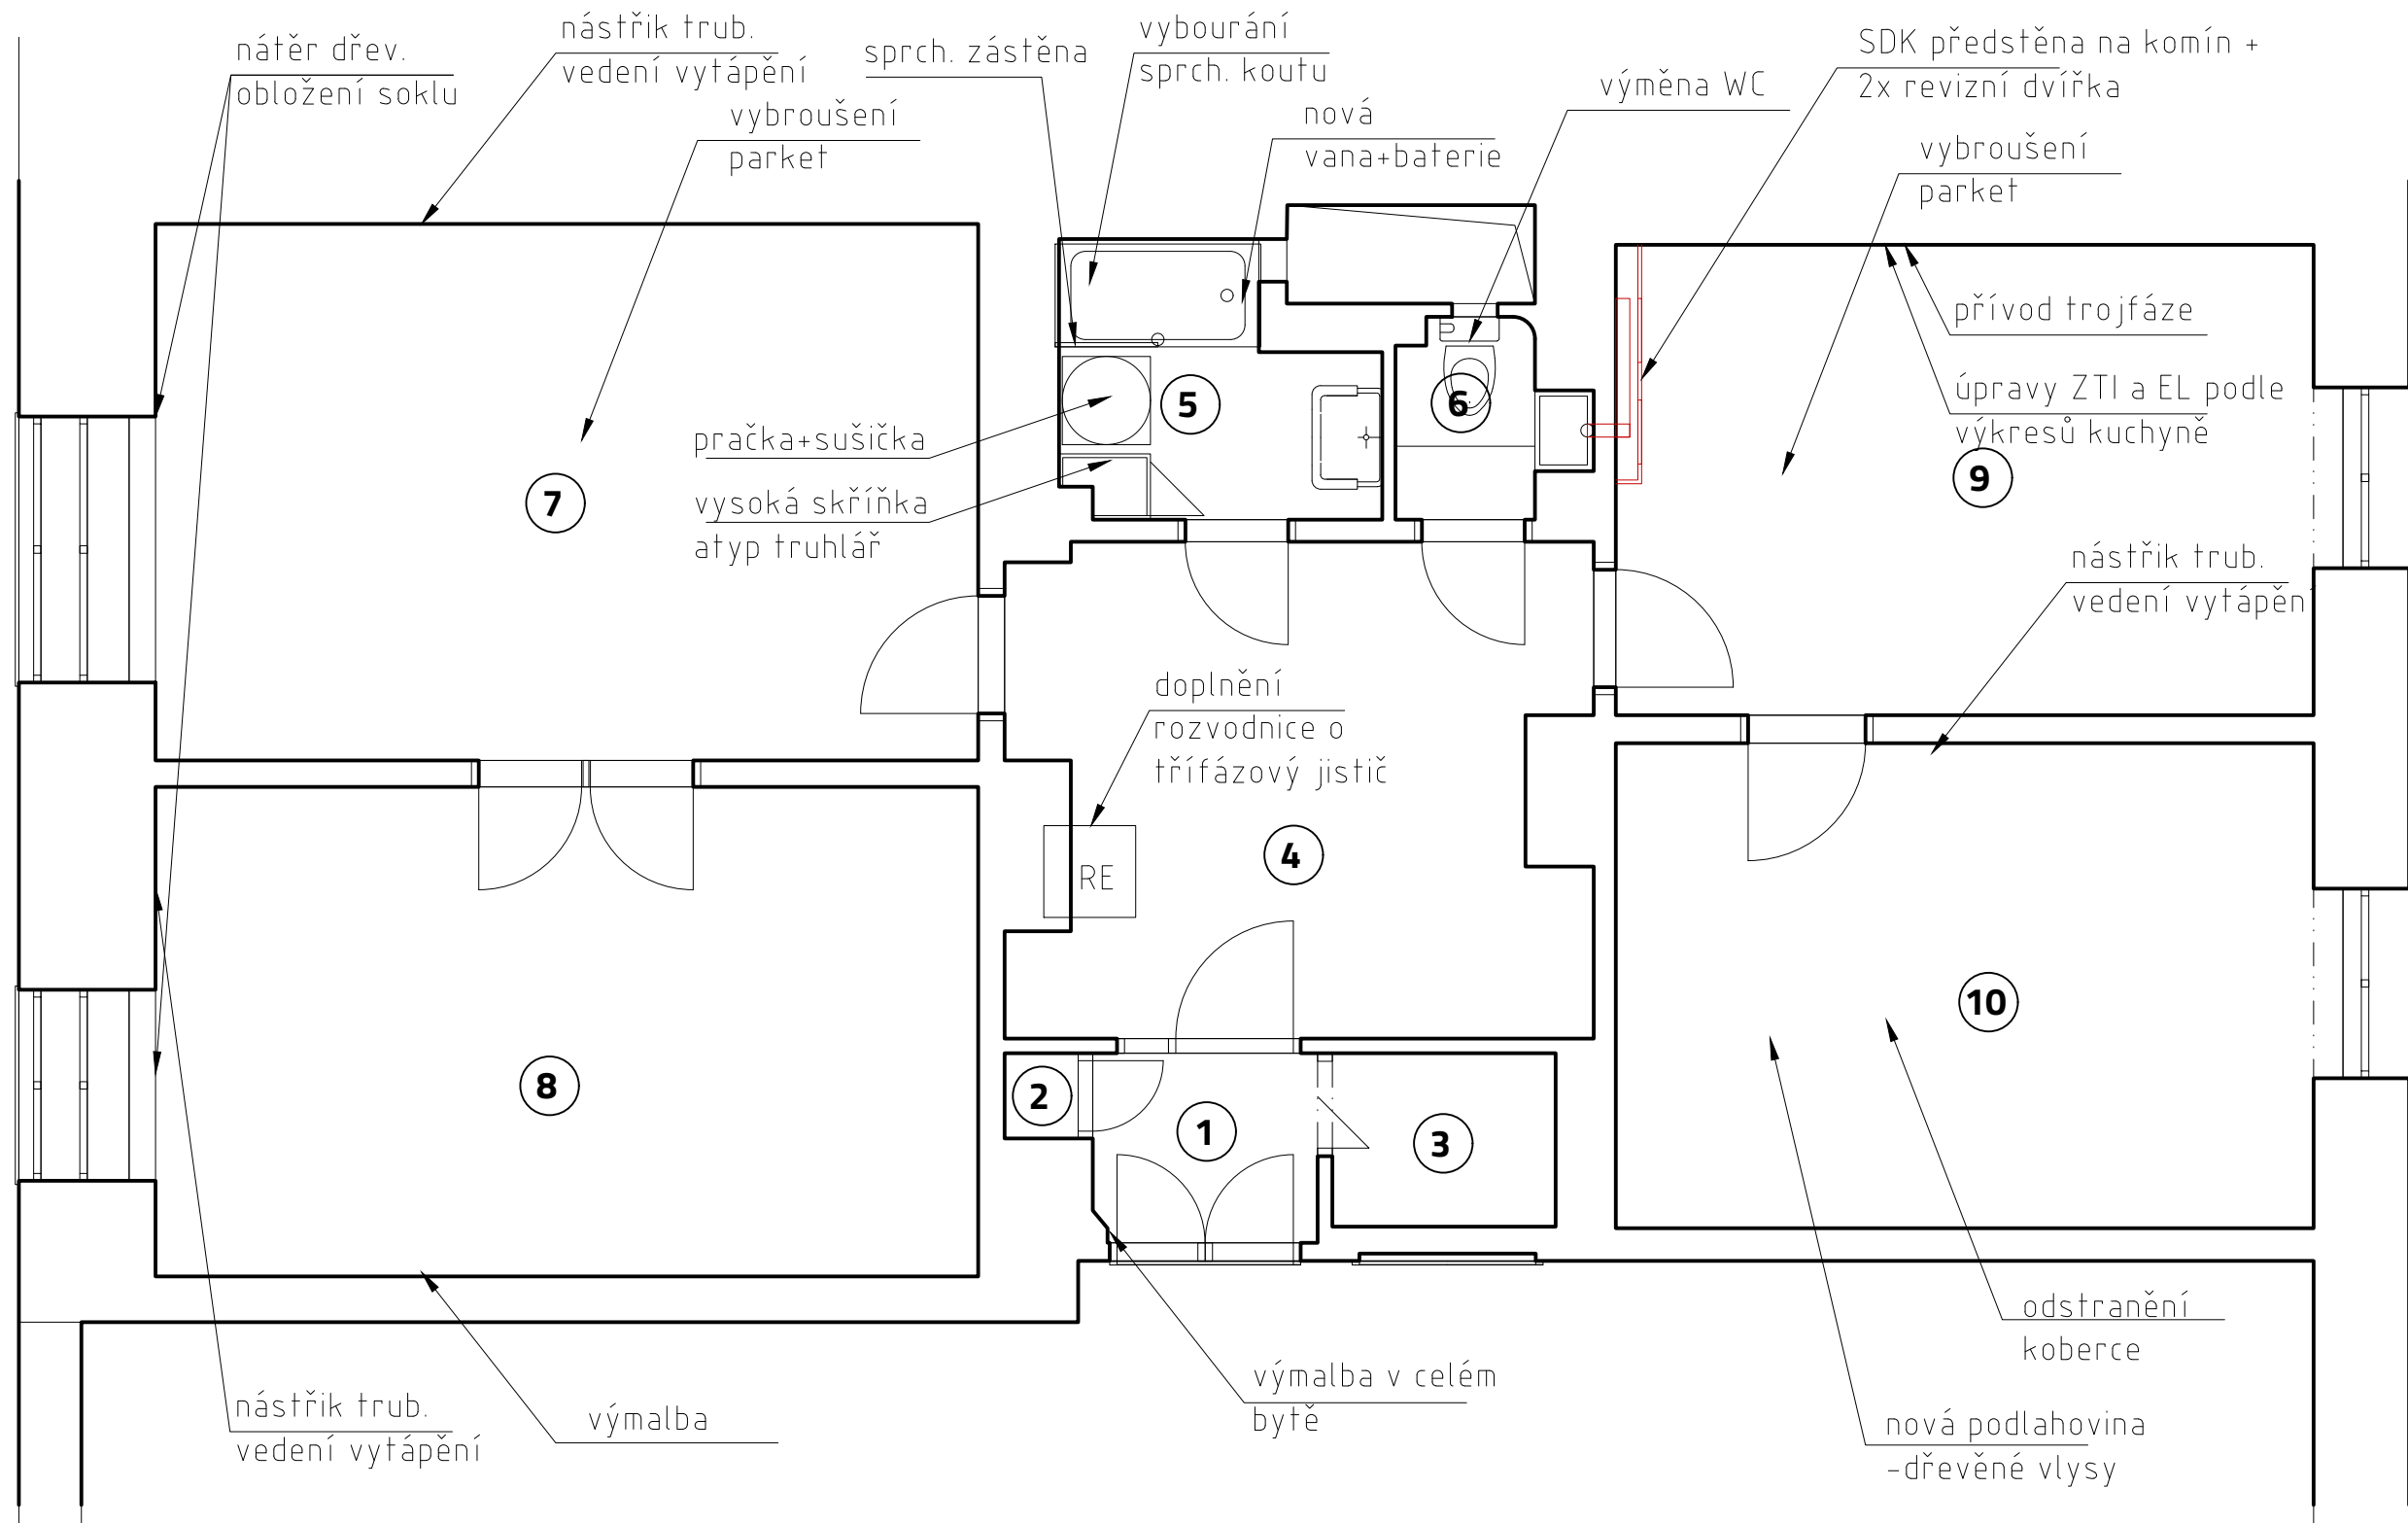 nátěr dřev.
obložení soklu
nástřik trub.
vedení vytápění
vybroušení
parket
sprch. zástěna
vybourání
sprch. koutu
nová
vana+baterie
výměna WC
SDK předstěna na komín +
2x revizní dvířka
vybroušení
parket
přívod trojfáze
úpravy ZTI a EL podle
výkresů kuchyně
pračka+sušička
vysoká skříňka
atyp truhlář
5
6
7
9
nástřik trub.
vedení vytápěn
doplnění
rozvodnice o
třífázový jistič
RE
4
10
8
2
1
3
odstranění
koberce
výmalba v celém
bytě
nástřik trub.
vedení vytápění
výmalba
nová podlahovina
-dřevěné vlysy